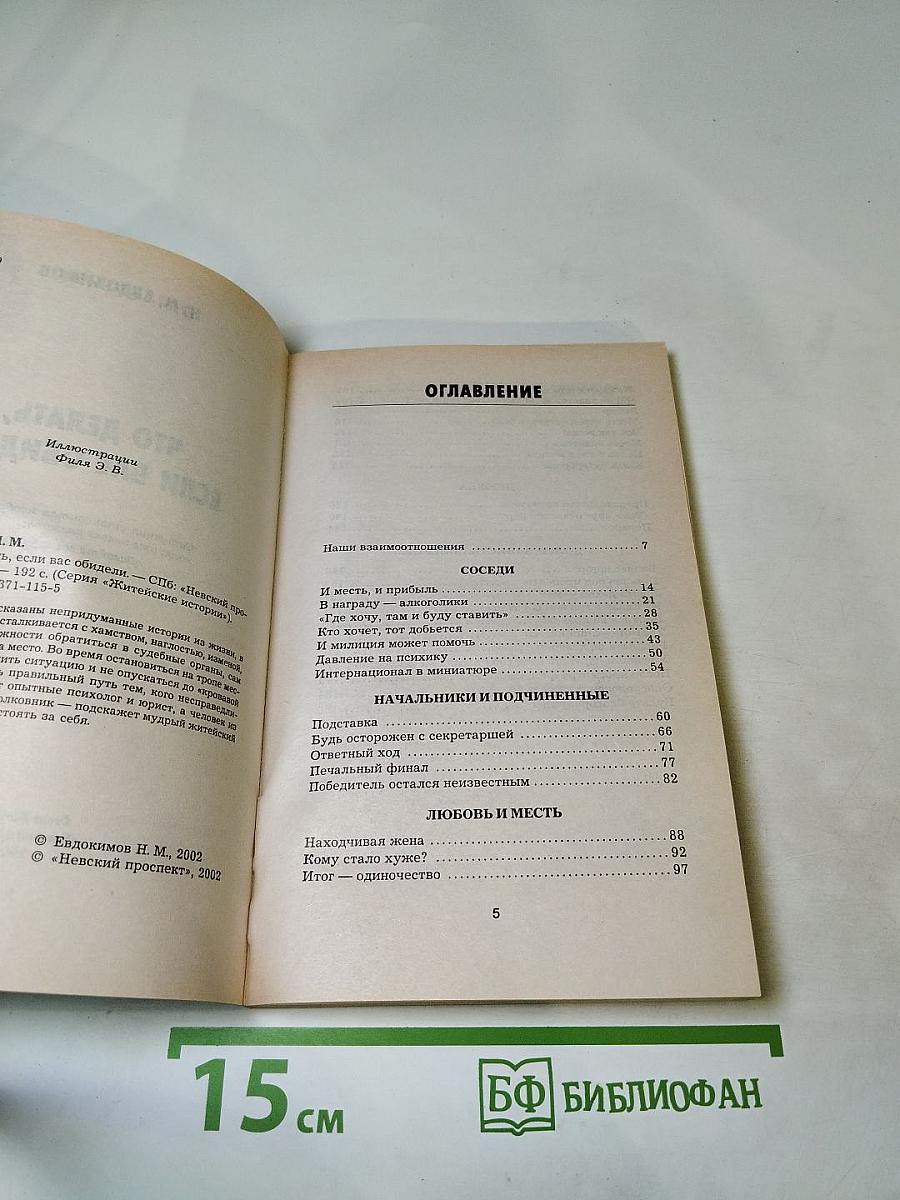 Иллюстрации
Филя Э. В.
М.
если вас обидели. — СПб: «Невский про-
— 192 с. (Серия «Житейские истории»).
371-115-5
непридуманные истории из жизни, в
сталкивается с хамством, наглостью, изменой,
обратиться в судебные органы, сам
место. Во время остановиться на тропе мес-
ситуацию и не опускаться до «кровавой
правильный путь тем, кого несправедли-
опытные психолог и юрист, а человек из
— подскажет мудрый житейский
за себя.
© Евдокимов Н. М., 2002
© «Невский проспект», 2002
ОГЛАВЛЕНИЕ
Наши взаимоотношения ........................ 7
СОСЕДИ
И месть, и прибыль ........................ 14
В награду — алкоголики ........................ 21
«Где хочу, там и буду ставить» ........................ 28
Кто хочет, тот добьется ........................ 35
И милиция может помочь ........................ 43
Давление на психику ........................ 50
Интернационал в миниатюре ........................ 54
НАЧАЛЬНИКИ И ПОДЧИНЕННЫЕ
Подставка ........................ 60
Будь осторожен с секретаршей ........................ 66
Ответный ход ........................ 71
Печальный финал ........................ 77
Победитель остался неизвестным ........................ 82
ЛЮБОВЬ И МЕСТЬ
Находчивая жена ........................ 88
Кому стало хуже? ........................ 92
Итог — одиночество ........................ 97
5
15 см
БФ БИБЛИОФАН